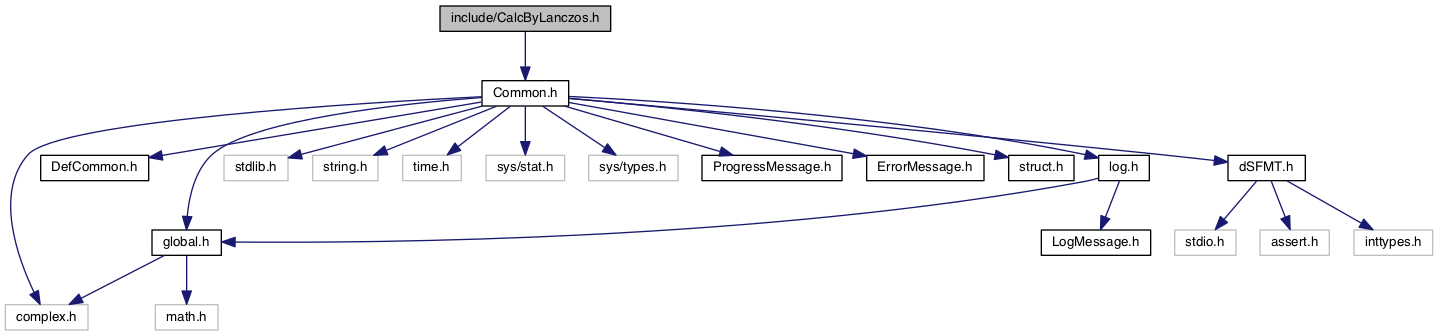 include/CalcByLanczos.h
Common.h
DefCommon.h
stdlib.h
string.h
time.h
sys/stat.h
sys/types.h
ProgressMessage.h
ErrorMessage.h
struct.h
log.h
dSFMT.h
global.h
LogMessage.h
stdio.h
assert.h
inttypes.h
complex.h
math.h